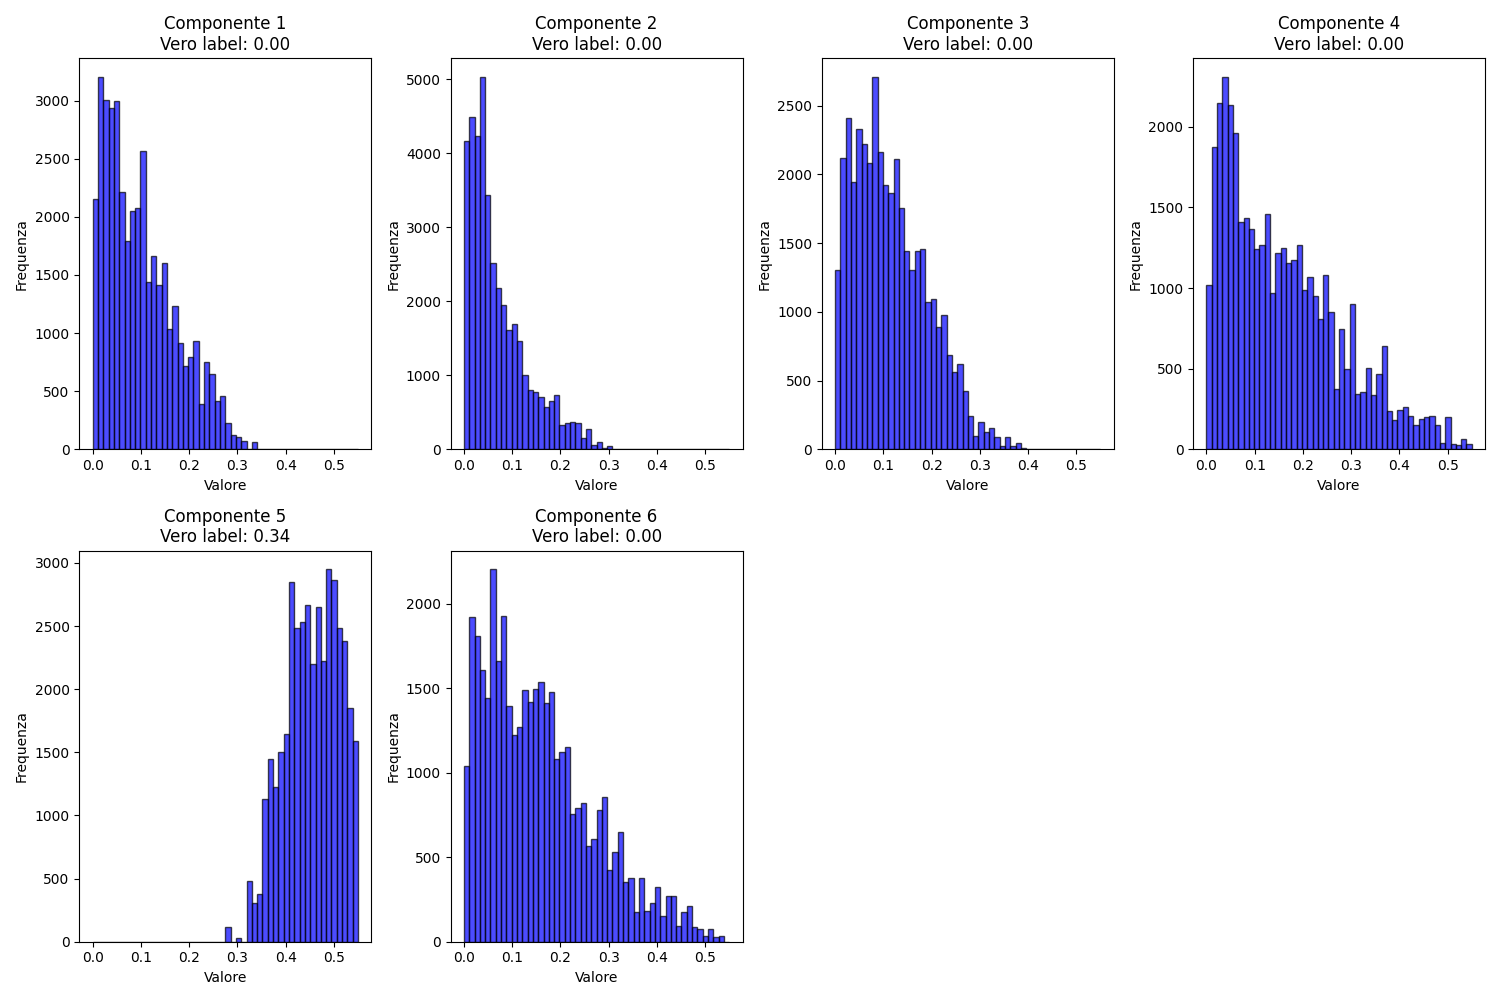 Componente 1
Vero label: 0.00
Frequenza
3000
2500
2000
1500
1000
500
0
0.0 0.1 0.2 0.3 0.4 0.5
Valore
Componente 2
Vero label: 0.00
Frequenza
5000
4000
3000
2000
1000
0
0.0 0.1 0.2 0.3 0.4 0.5
Valore
Componente 3
Vero label: 0.00
Frequenza
2500
2000
1500
1000
500
0
0.0 0.1 0.2 0.3 0.4 0.5
Valore
Componente 4
Vero label: 0.00
Frequenza
2000
1500
1000
500
0
0.0 0.1 0.2 0.3 0.4 0.5
Valore
Componente 5
Vero label: 0.34
Frequenza
3000
2500
2000
1500
1000
500
0
0.0 0.1 0.2 0.3 0.4 0.5
Valore
Componente 6
Vero label: 0.00
Frequenza
2000
1500
1000
500
0
0.0 0.1 0.2 0.3 0.4 0.5
Valore